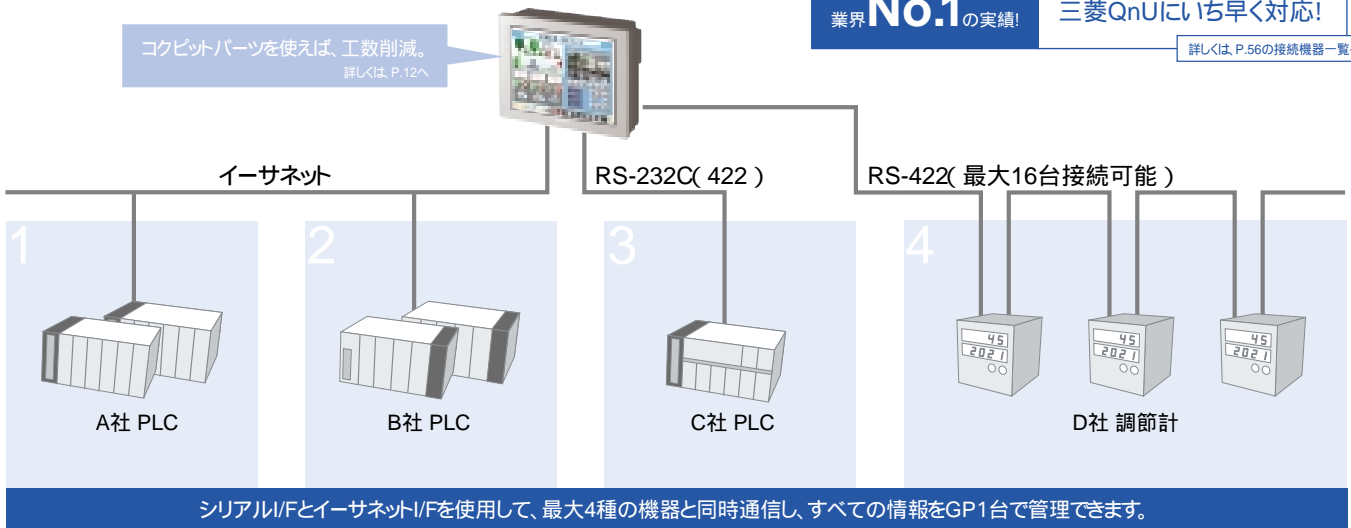 業界No.1の実績!
三菱QnUにいち早く対応!
詳しくは、P.56の接続機器一覧
コクピットパーツを使えば、工数削減。
詳しくは、P.12へ
イーサネット
RS-232C(422)
RS-422(最大16台接続可能)
1
2
3
4
45
2021
45
2021
45
2021
A社 PLC
B社 PLC
C社 PLC
D社 調節計
シリアルI/FとイーサネットI/Fを使用して、最大4種の機器と同時通信し、すべての情報をGP1台で管理できます。